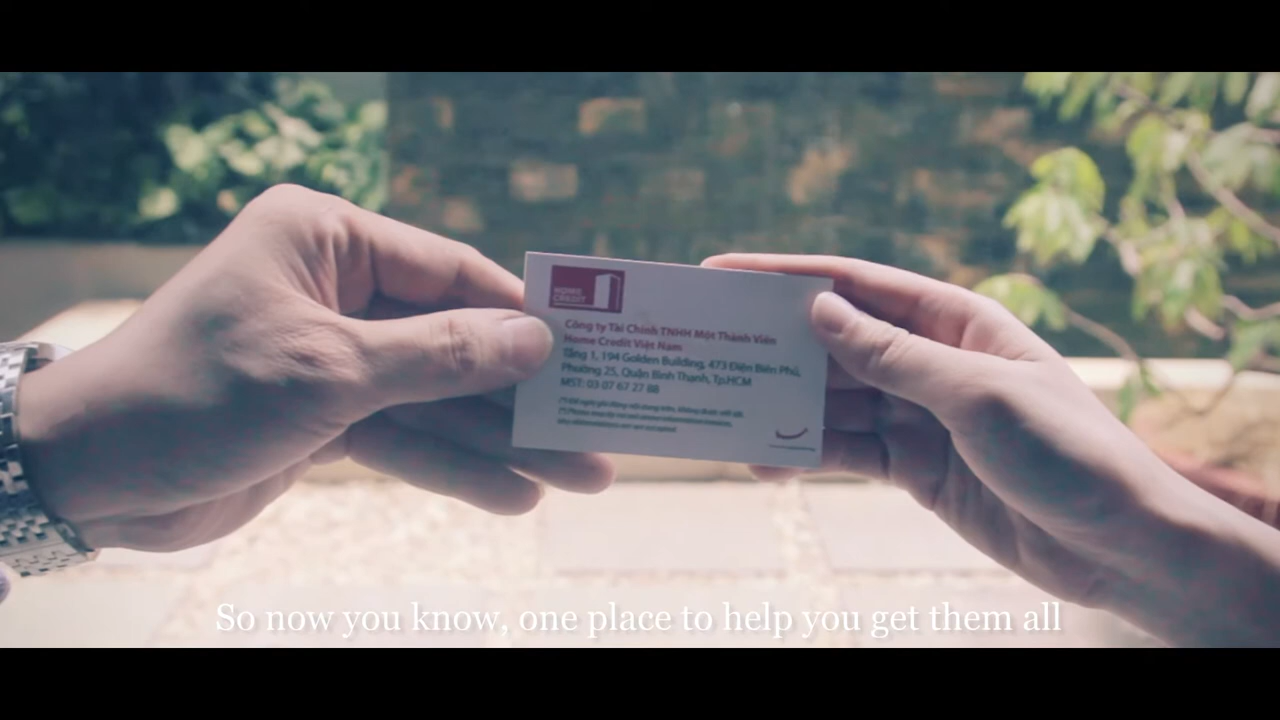 HOME
CREDIT
Công ty Tài Chính TNHH Một Thành Viên
Home Credit Việt Nam
Tầng 1, 194 Golden Building, 473 Điện Biên Phủ,
Phường 25, Quận Bình Thạnh, Tp.HCM
MST: 03 07 67 27 88
So now you know, one place to help you get them all